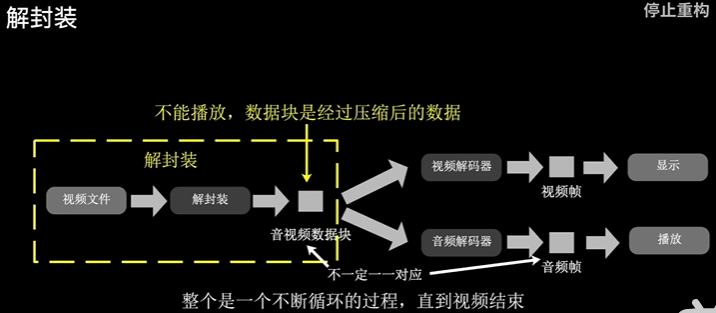 解封装
停止重构
不能播放，数据块是经过压缩后的数据
解封装
视频文件
解封装
音视频数据块
视频解码器
视频帧
显示
音频解码器
音频帧
播放
不一定一一对应
整个是一个不断循环的过程，直到视频结束